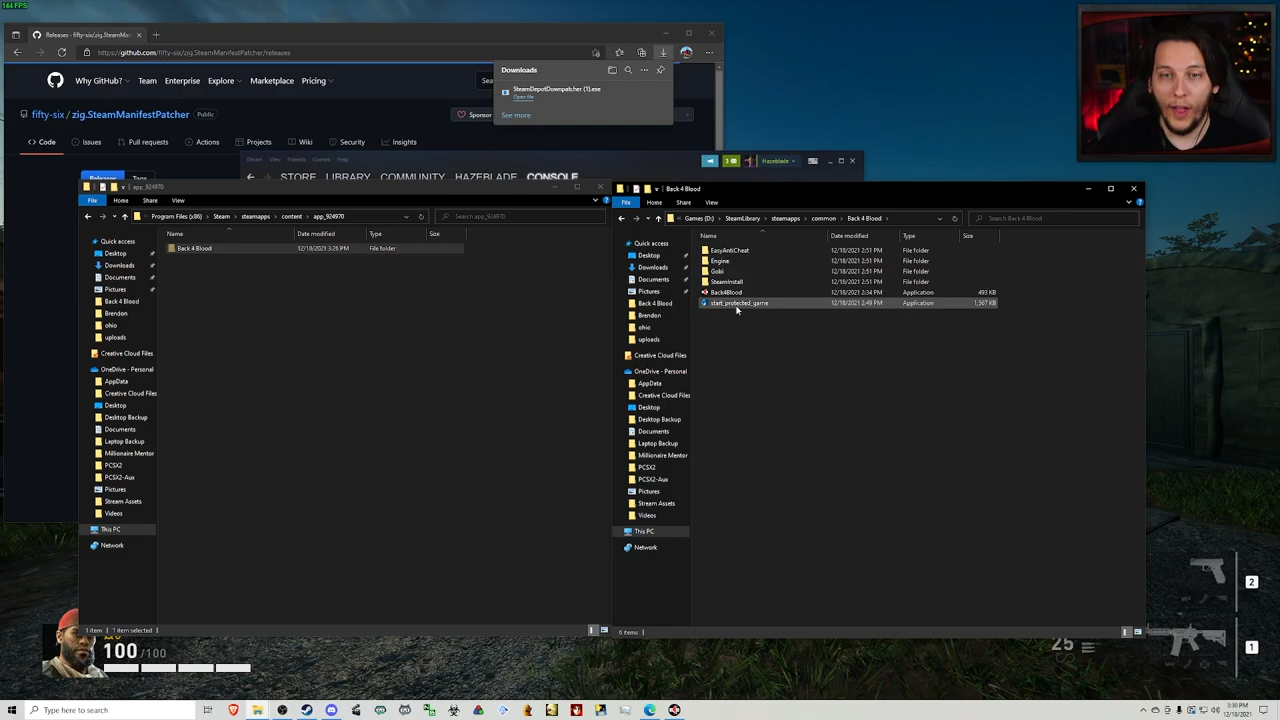 144 FPS
Releases · fifty-six/zig.SteamMa
https://github.com/fifty-six/zig.SteamManifestPatcher/releases
Downloads
Why GitHub?
Team
Enterprise
Explore
Marketplace
Pricing
SteamDepotDownpatcher (1).exe
Open file
See more
fifty-six / zig.SteamManifestPatcher
Public
Sponsor
Code
Issues
Pull requests
Actions
Projects
Wiki
Security
Insights
Steam View Friends Games Help
3
Hazeblade
STORE LIBRARY COMMUNITY HAZEBLADE CONSOLE
Releases
Tags
app_924970
File Home Share View
Program Files (x86) Steam steamapps content app_924970
Search app_924970
Name Date modified Type Size
Back 4 Blood 12/18/2021 3:26 PM File folder
Quick access
Desktop
Downloads
Documents
Pictures
Back 4 Blood
Brendon
ohio
uploads
Creative Cloud Files
OneDrive - Personal
AppData
Creative Cloud Files
Desktop
Desktop Backup
Documents
Laptop Backup
Millionaire Mentor
PCSX2
PCSX2-Aux
Pictures
Stream Assets
Videos
This PC
Network
1 item 1 item selected
Back 4 Blood
File Home Share View
Games (D:) SteamLibrary steamapps common Back 4 Blood
Search Back 4 Blood
Name Date modified Type Size
EasyAntiCheat 12/18/2021 2:51 PM File folder
Engine 12/18/2021 2:51 PM File folder
Gobi 12/18/2021 2:51 PM File folder
SteamInstall 12/18/2021 2:51 PM File folder
Back4Blood 12/18/2021 2:34 PM Application 493 KB
start_protected_game 12/18/2021 2:49 PM Application 1,567 KB
Quick access
Desktop
Downloads
Documents
Pictures
Back 4 Blood
Brendon
ohio
uploads
Creative Cloud Files
OneDrive - Personal
AppData
Creative Cloud Files
Desktop
Desktop Backup
Documents
Laptop Backup
Millionaire Mentor
PCSX2
PCSX2-Aux
Pictures
Stream Assets
Videos
This PC
Network
6 items
2
1
25
100/100
Type here to search
3:30 PM
12/18/2021